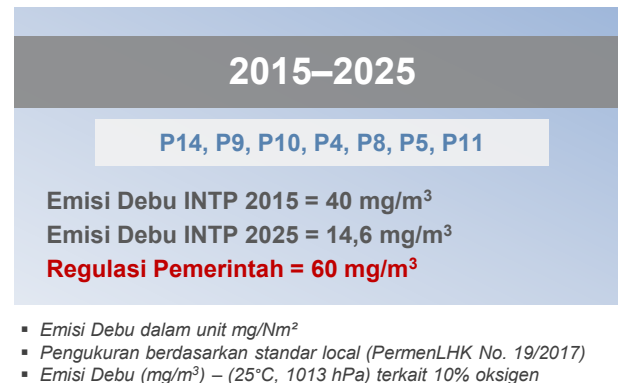 2015–2025
P14, P9, P10, P4, P8, P5, P11
Emisi Debu INTP 2015 = 40 mg/m³
Emisi Debu INTP 2025 = 14,6 mg/m³
Regulasi Pemerintah = 60 mg/m³
▪ Emisi Debu dalam unit mg/Nm²
▪ Pengukuran berdasarkan standar local (PermenLHK No. 19/2017)
▪ Emisi Debu (mg/m³) – (25°C, 1013 hPa) terkait 10% oksigen